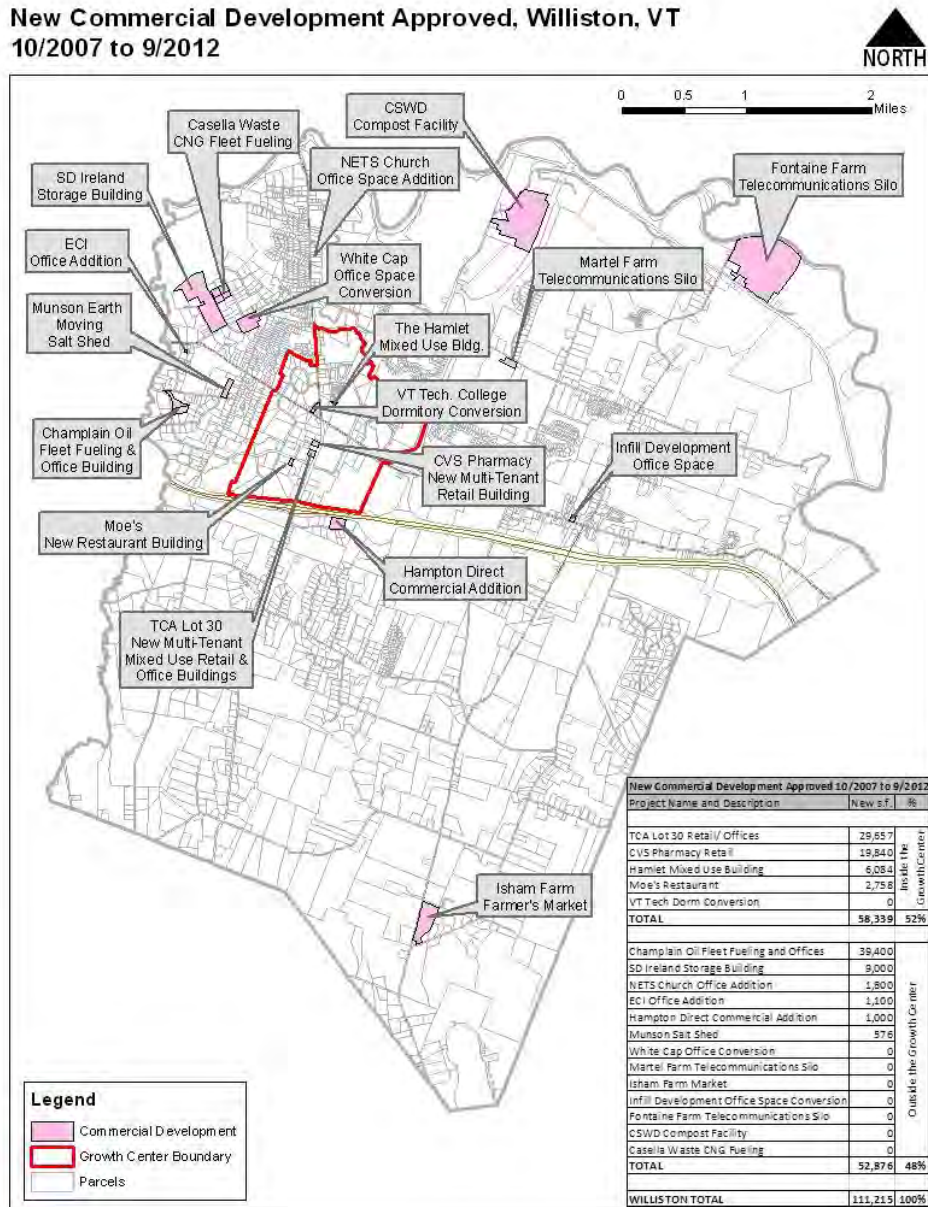 New Commercial Development Approved, Williston, VT
10/2007 to 9/2012
NORTH
0 0.5 1 2
Miles
CSWD
Compost Facility
Casella Waste
CNG Fleet Fueling
NETS Church
Office Space Addition
Fontaine Farm
Telecommunications Silo
SD Ireland
Storage Building
ECI
Office Addition
White Cap
Office Space
Conversion
Martel Farm
Telecommunications Silo
Munson Earth
Moving
Salt Shed
The Hamlet
Mixed Use Bldg.
VT Tech. College
Dormitory Conversion
Champlain Oil
Fleet Fueling &
Office Building
CVS Pharmacy
New Multi-Tenant
Retail Building
Infill Development
Office Space
Moe's
New Restaurant Building
Hampton Direct
Commercial Addition
TCA Lot 30
New Multi-Tenant
Mixed Use Retail &
Office Buildings
Isham Farm
Farmer's Market
New Commercial Development Approved 10/2007 to 9/2012
Project Name and Description New s.f. %
TCA Lot 30 Retail/ Offices 29,657
CVS Pharmacy Retail 19,840
Hamlet Mixed Use Building 6,084
Moe's Restaurant 2,758
VT Tech Dorm Conversion 0
Inside the
Growth Center
TOTAL 58,339 52%
Champlain Oil Fleet Fueling and Offices 39,400
SD Ireland Storage Building 9,000
NETS Church Office Addition 1,800
ECI Office Addition 1,100
Hampton Direct Commercial Addition 1,000
Munson Salt Shed 576
White Cap Office Conversion 0
Martel Farm Telecommunications Silo 0
Isham Farm Market 0
Infill Development Office Space Conversion 0
Fontaine Farm Telecommunications Silo 0
CSWD Compost Facility 0
Casella Waste CNG Fueling 0
Outside the Growth Center
TOTAL 52,876 48%
WILLISTON TOTAL 111,215 100%
Legend
Commercial Development
Growth Center Boundary
Parcels